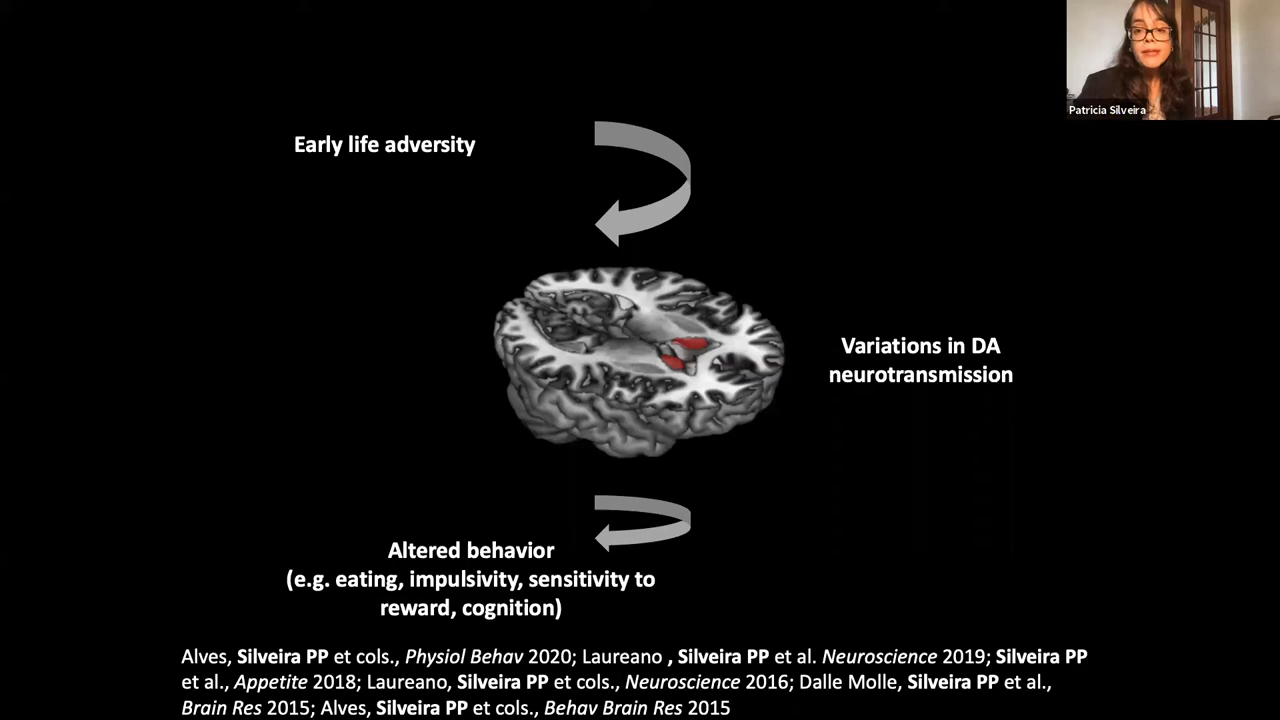 Patricia Silveira
Early life adversity
Variations in DA
neurotransmission
Altered behavior
(e.g. eating, impulsivity, sensitivity to
reward, cognition)
Alves, Silveira PP et cols., Physiol Behav 2020; Laureano , Silveira PP et al. Neuroscience 2019; Silveira PP
et al., Appetite 2018; Laureano, Silveira PP et cols., Neuroscience 2016; Dalle Molle, Silveira PP et al.,
Brain Res 2015; Alves, Silveira PP et cols., Behav Brain Res 2015